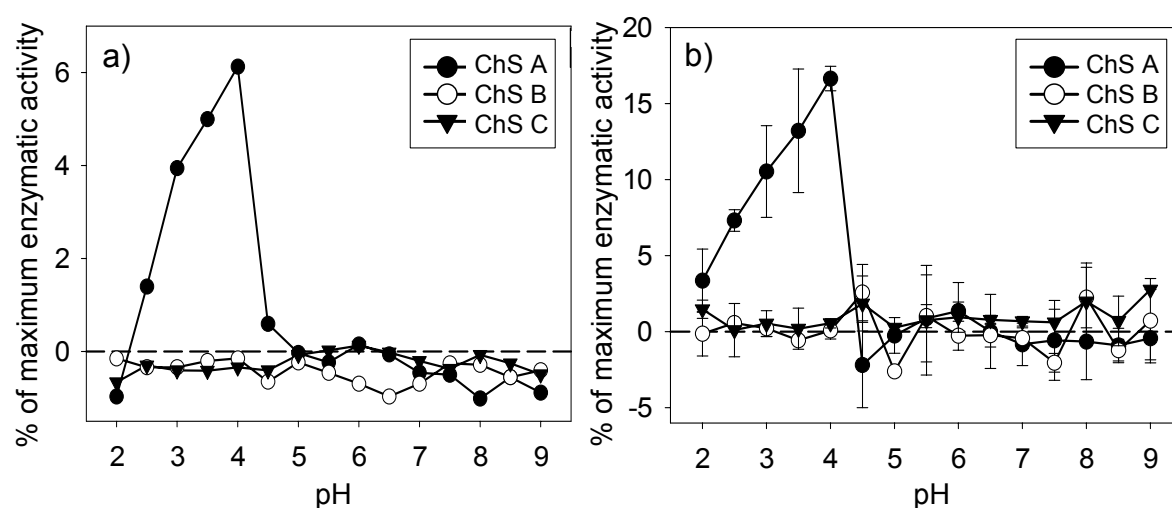 a)
% of maximum enzymatic activity
6
4
2
0
ChS A
ChS B
ChS C
2 3 4 5 6 7 8 9
pH
b)
% of maximum enzymatic activity
20
15
10
5
0
-5
ChS A
ChS B
ChS C
2 3 4 5 6 7 8 9
pH